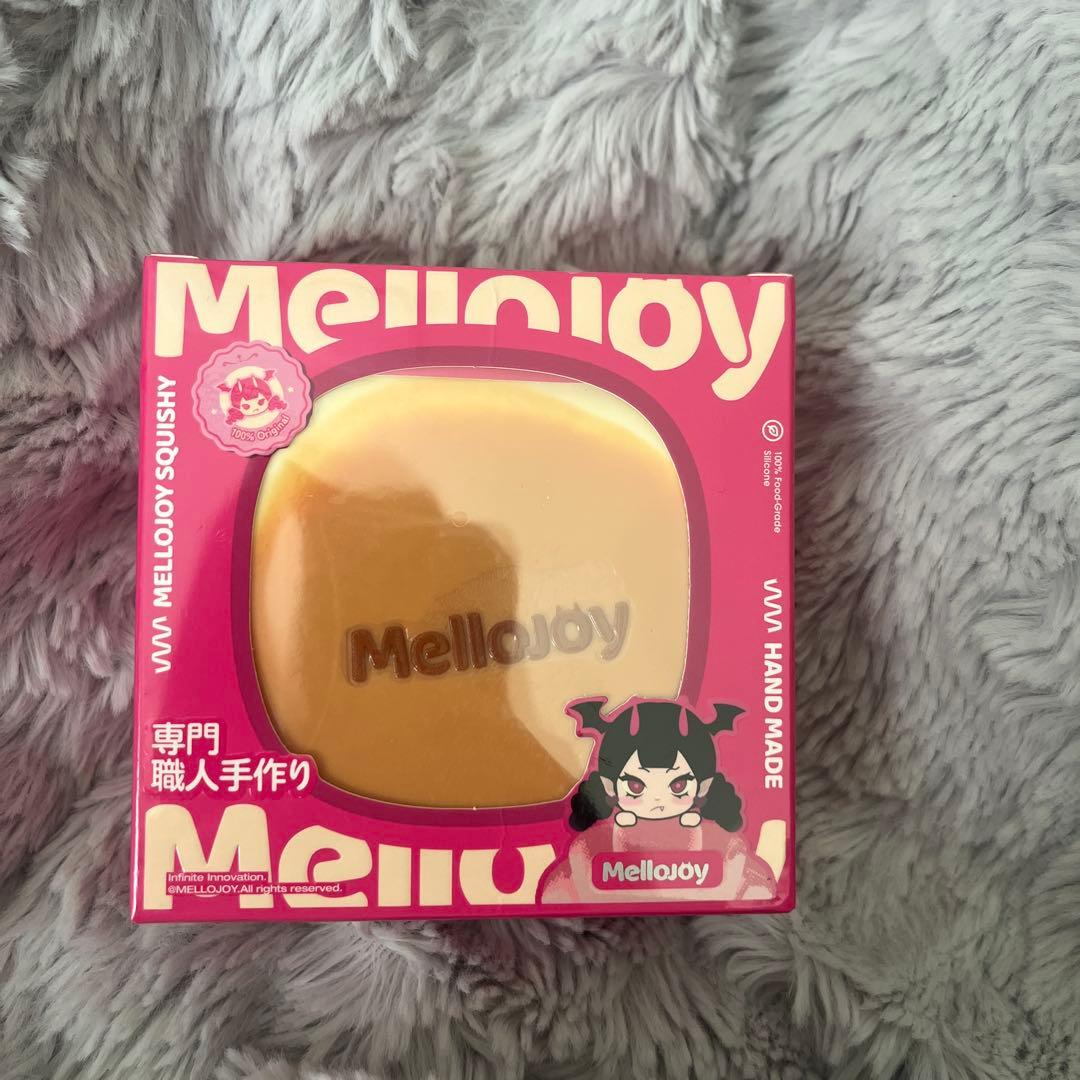 Mellojoy
MELLOJOY SQUISHY
100% Original
100% Food-Grade
Silicone
Mellojoy
HAND MADE
専門
職人手作り
Mellojoy
Infinite Innovation.
@MELLOJOY.All rights reserved.
Mellojoy